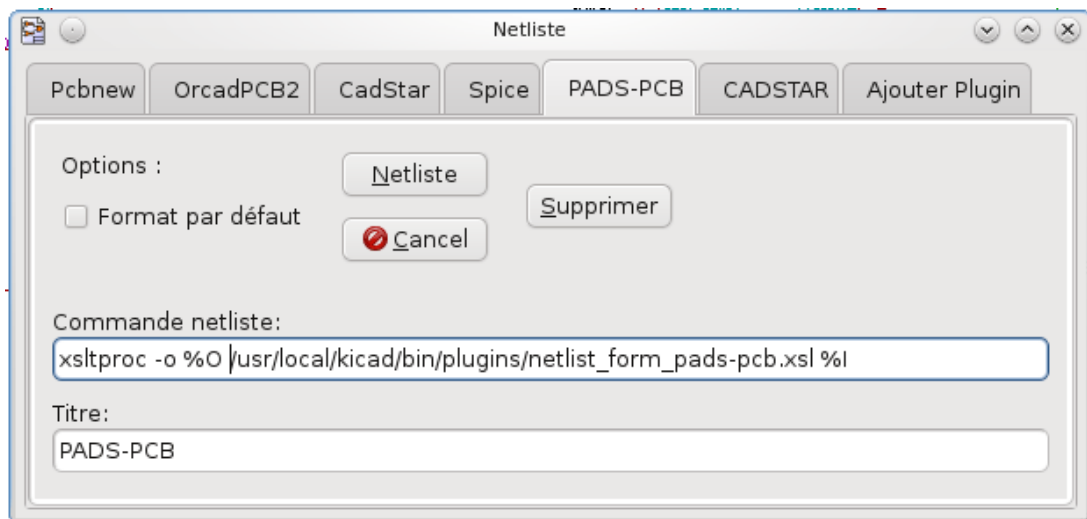 Netliste
Pcbnew OrcadPCB2 CadStar Spice PADS-PCB CADSTAR Ajouter Plugin
Options :
Netliste
Format par défaut
Supprimer
Cancel
Commande netliste:
xsltproc -o %O /usr/local/kicad/bin/plugins/netlist_form_pads-pcb.xsl %I
Titre:
PADS-PCB